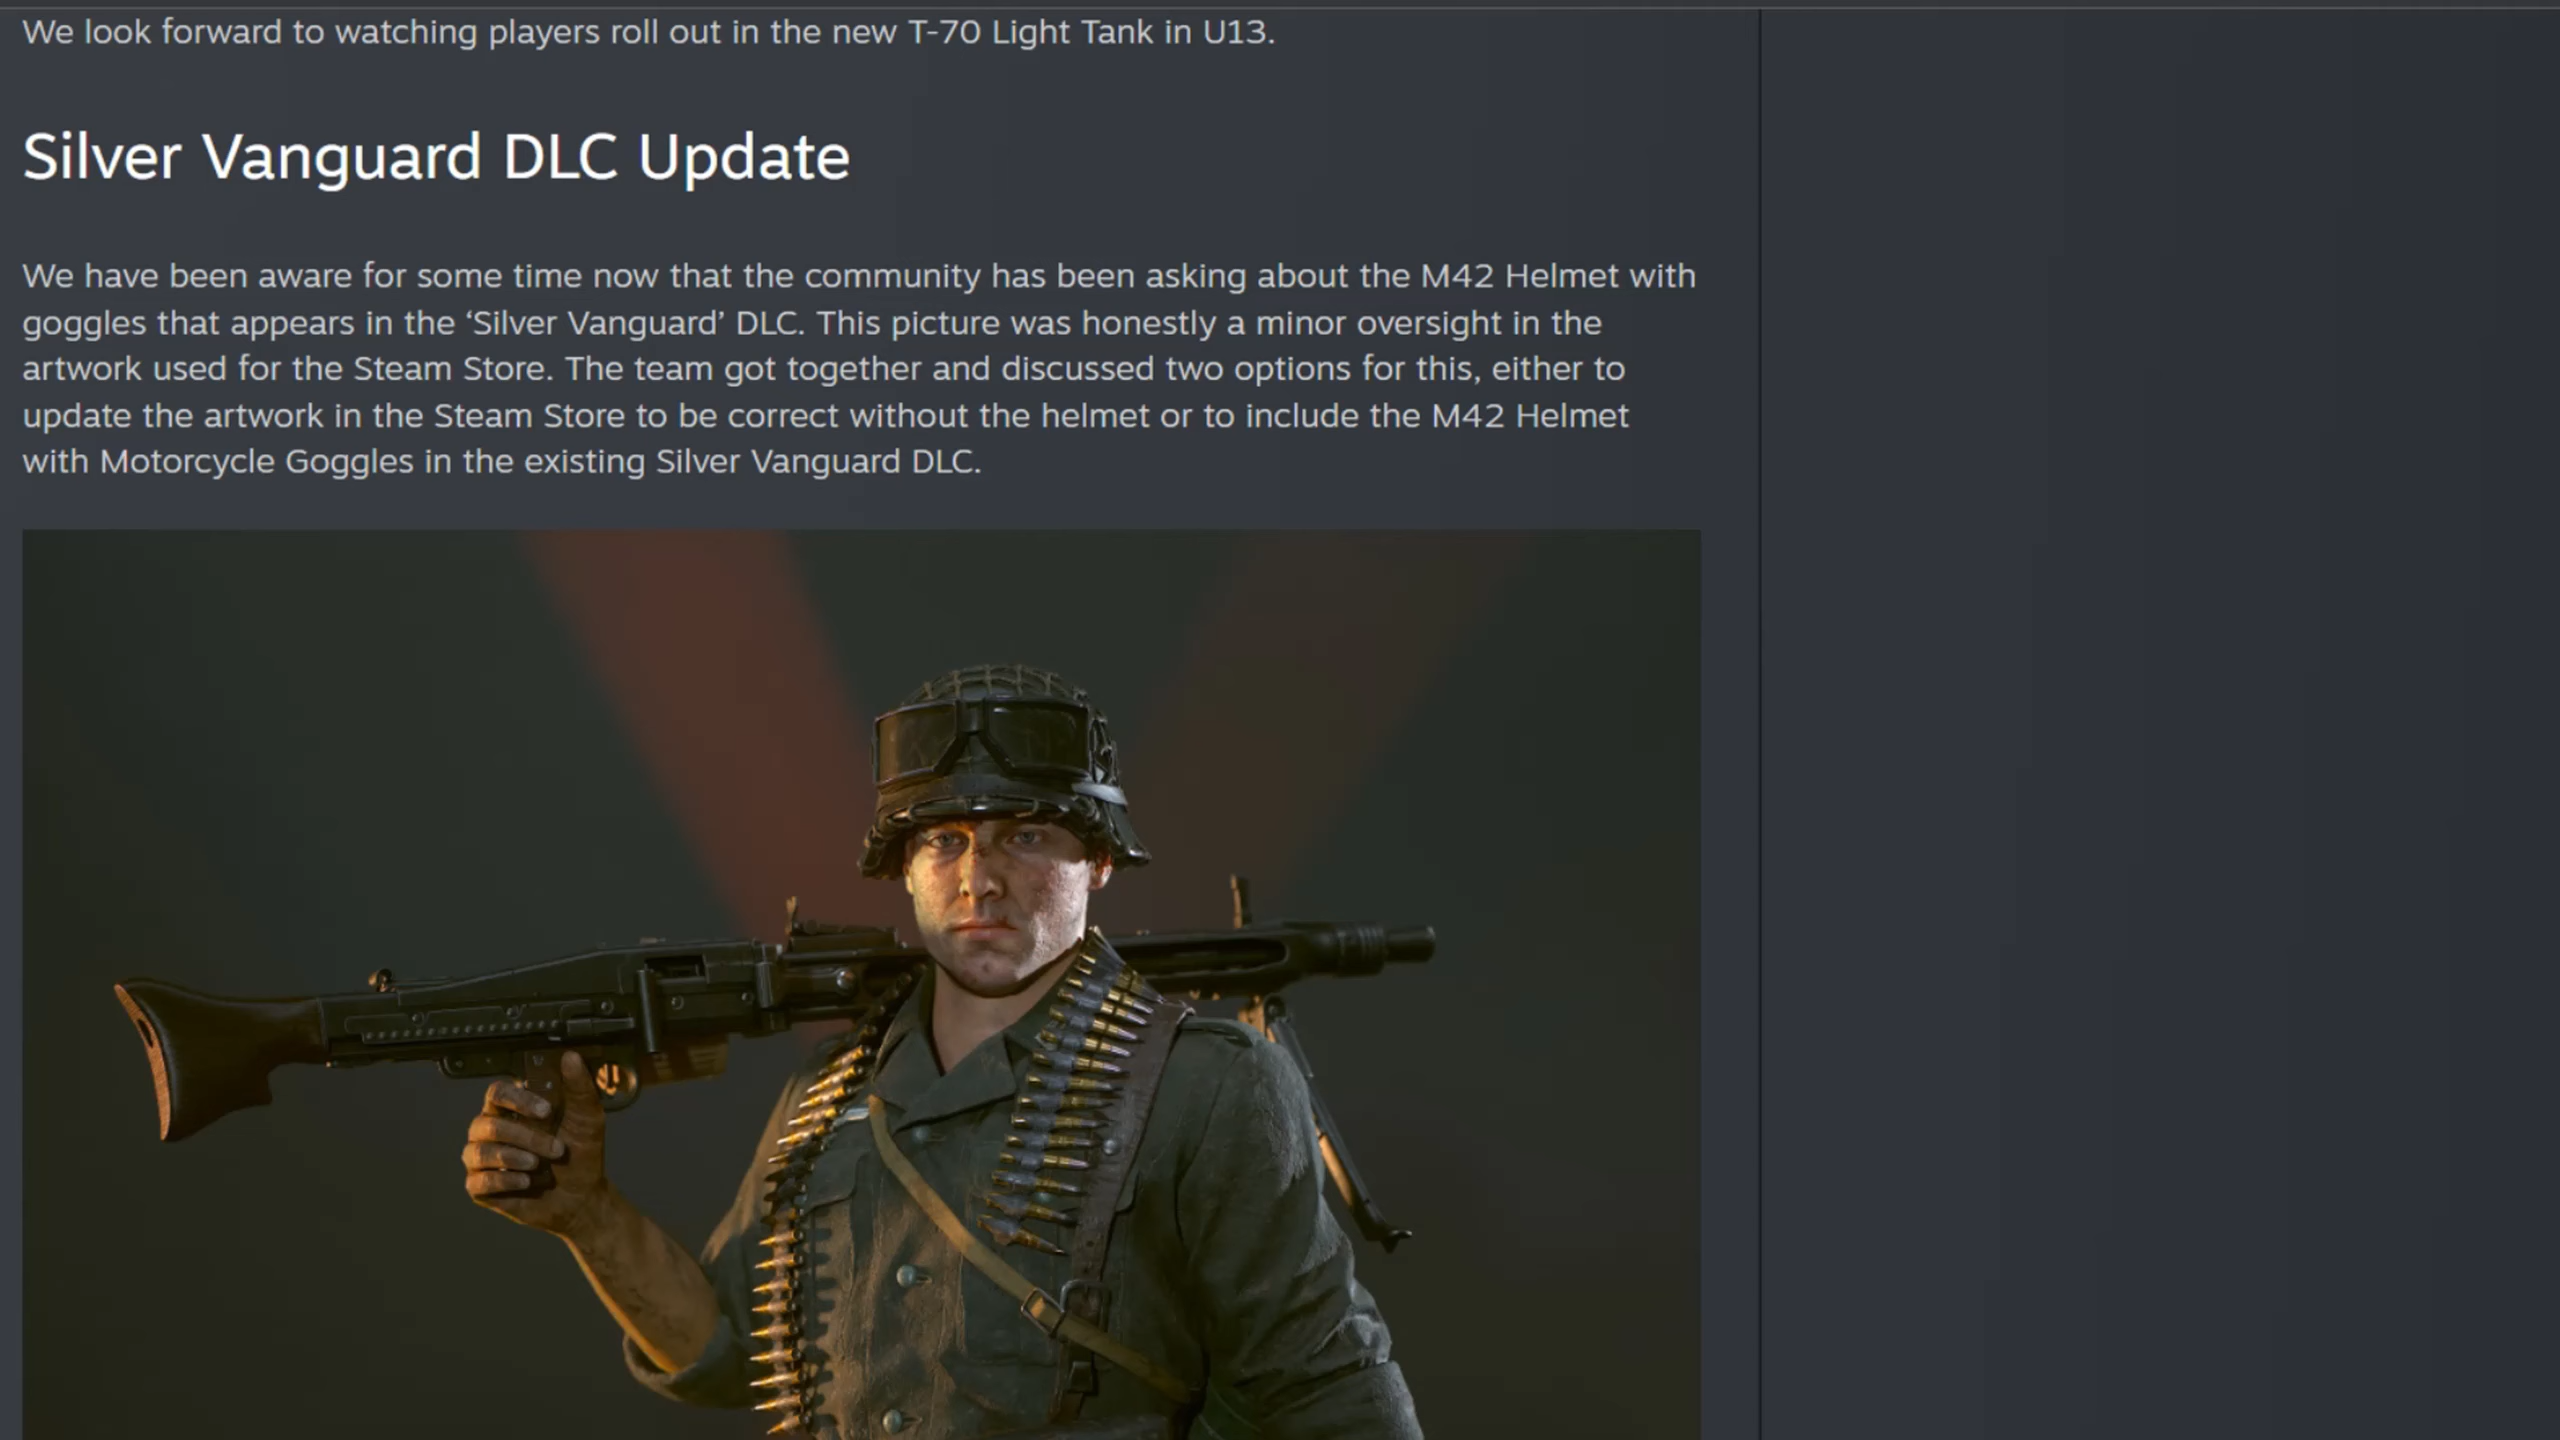 We look forward to watching players roll out in the new T-70 Light Tank in U13.
Silver Vanguard DLC Update
We have been aware for some time now that the community has been asking about the M42 Helmet with
goggles that appears in the ‘Silver Vanguard’ DLC. This picture was honestly a minor oversight in the
artwork used for the Steam Store. The team got together and discussed two options for this, either to
update the artwork in the Steam Store to be correct without the helmet or to include the M42 Helmet
with Motorcycle Goggles in the existing Silver Vanguard DLC.